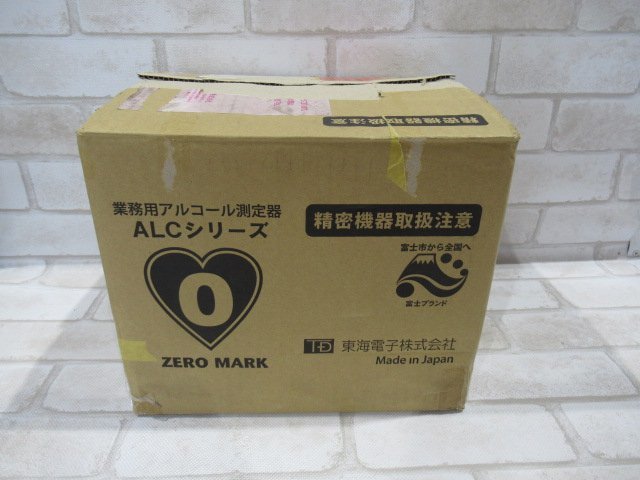 精密機器取扱注意
業務用アルコール測定器
ALCシリーズ
0
ZERO MARK
精密機器取扱注意
富士市から全国へ
富士ブランド
TD 東海電子株式会社
Made in Japan